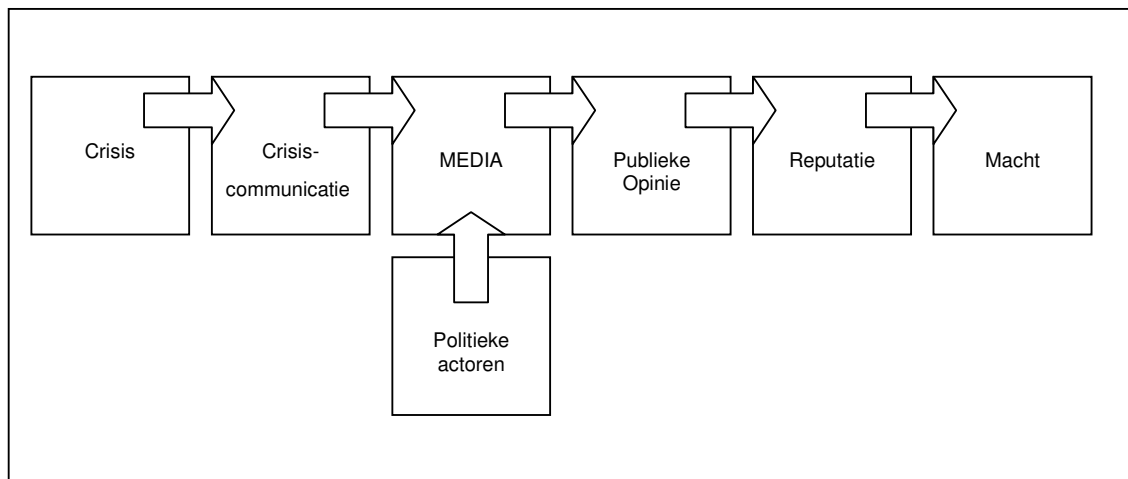 Crisis
Crisis-
communicatie
MEDIA
Publieke
Opinie
Reputatie
Macht
Politieke
actoren